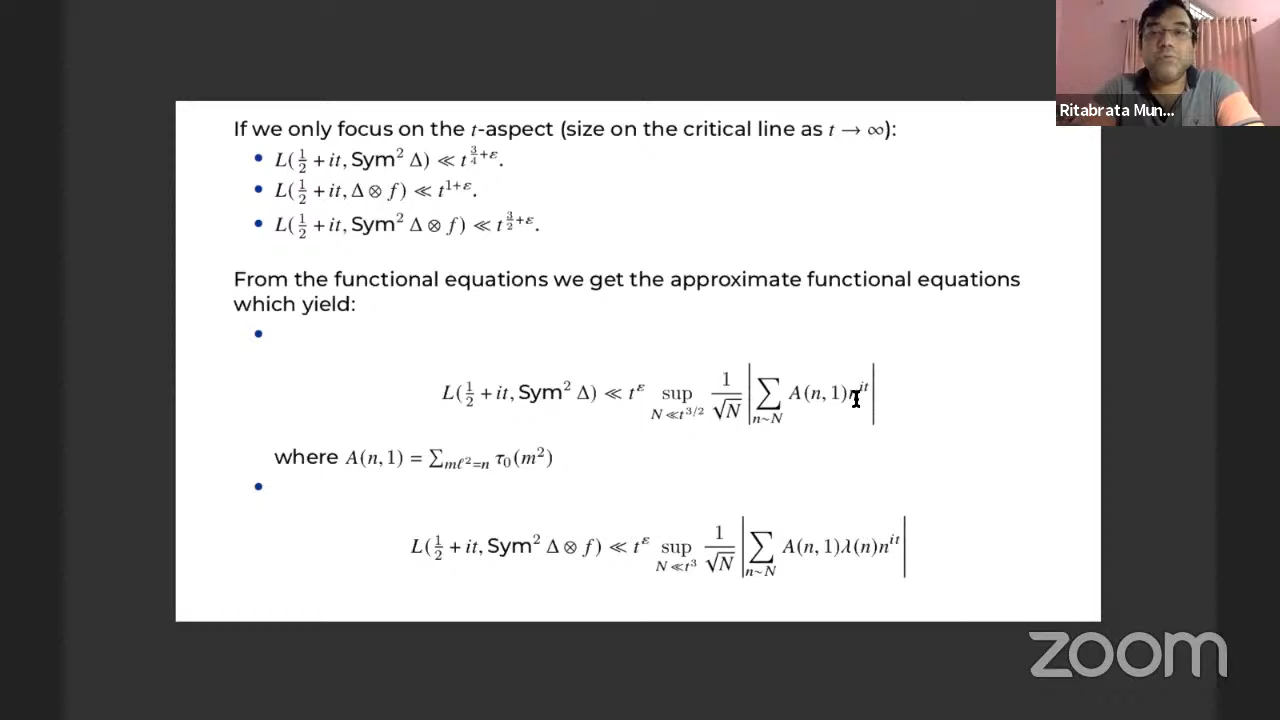 Ritabrata Mun...
If we only focus on the t-aspect (size on the critical line as t → ∞):
• L(½ + it, Sym² Δ) ≪ t^{3/4+ε}.
• L(½ + it, Δ ⊗ f) ≪ t^{1+ε}.
• L(½ + it, Sym² Δ ⊗ f) ≪ t^{3/2+ε}.
From the functional equations we get the approximate functional equations
which yield:
•
L(½ + it, Sym² Δ) ≪ t^ε sup_{N≪t^{3/2}} 1/√N |∑_{n~N} A(n, 1)n^{it}|
where A(n, 1) = ∑_{mℓ²=n} τ₀(m²)
•
L(½ + it, Sym² Δ ⊗ f) ≪ t^ε sup_{N≪t³} 1/√N |∑_{n~N} A(n, 1)λ(n)n^{it}|
zoom